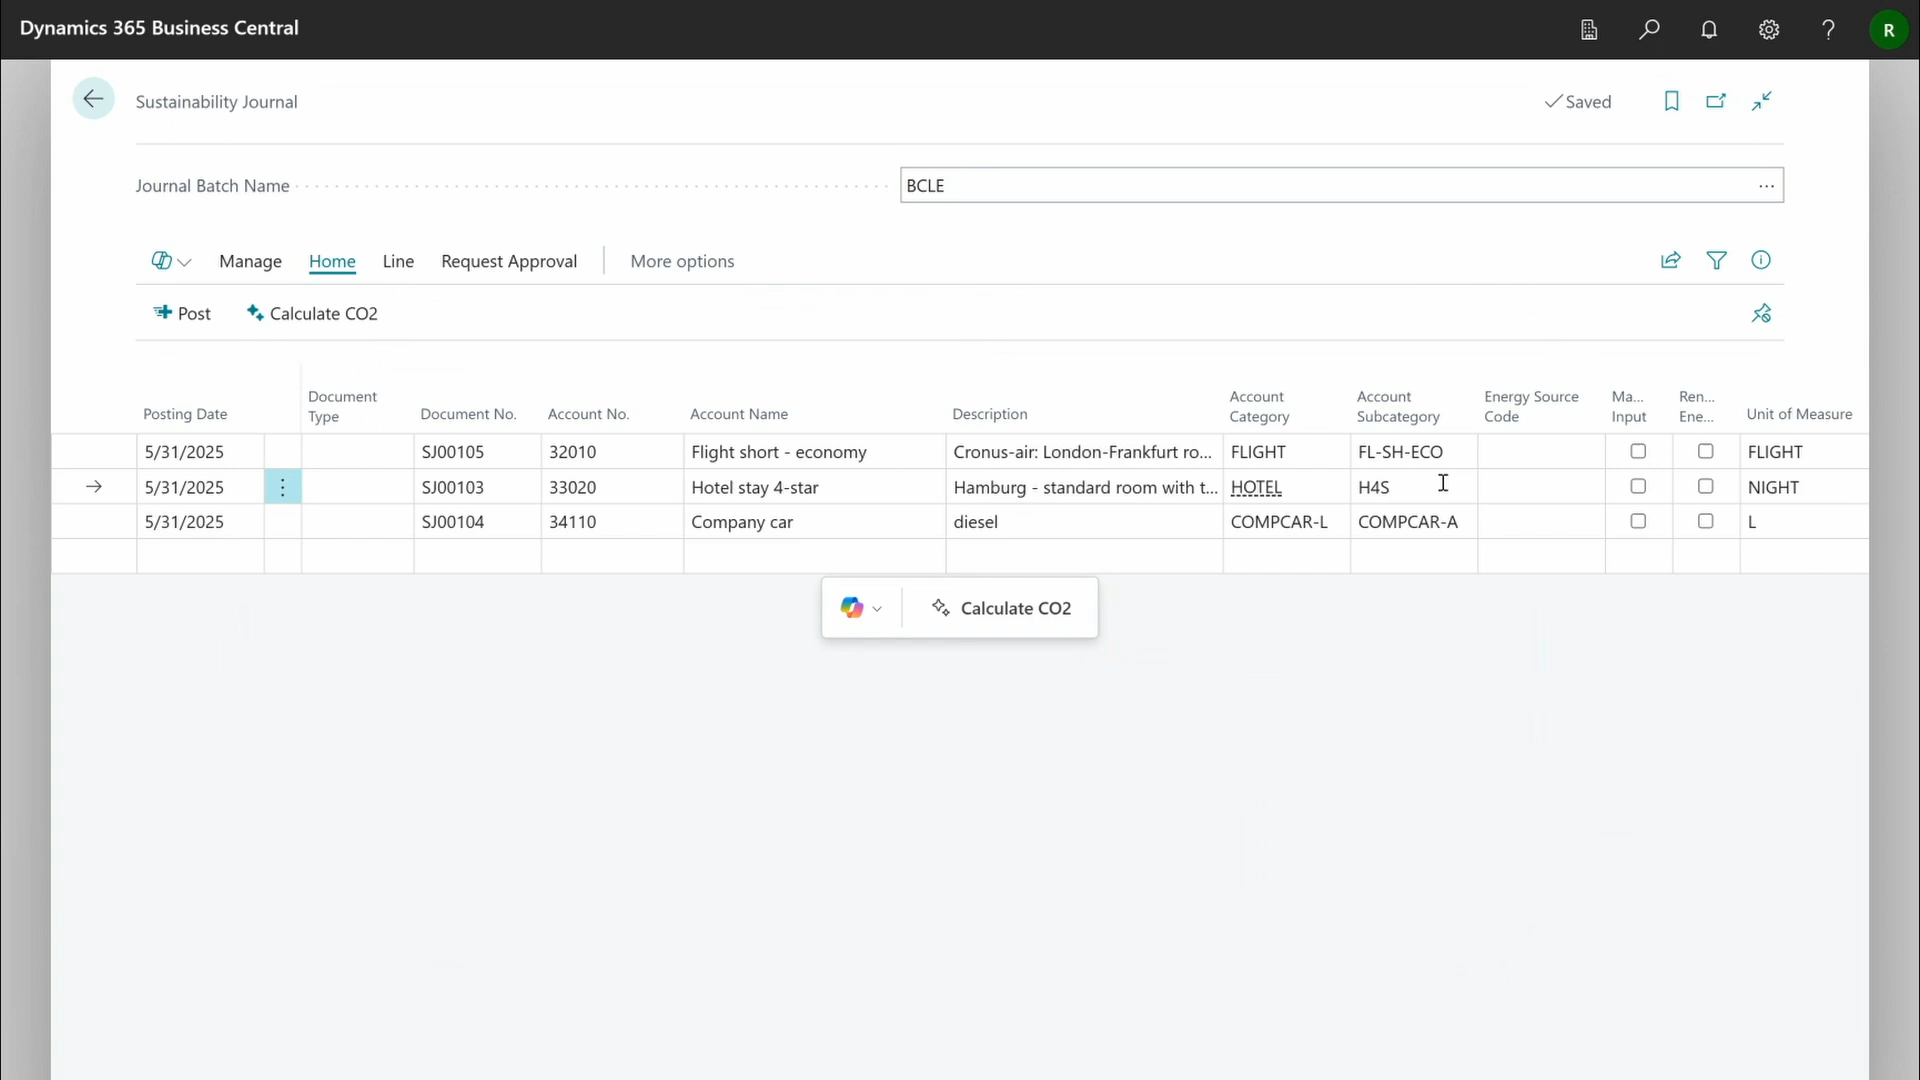 Dynamics 365 Business Central
R
Sustainability Journal
Saved
Journal Batch Name
BCLE
Manage Home Line Request Approval More options
Post Calculate CO2
Posting Date Document Type Document No. Account No. Account Name Description Account Category Account Subcategory Energy Source Code Ma... Input Ren... Ene... Unit of Measure
5/31/2025 SJ00105 32010 Flight short - economy Cronus-air: London-Frankfurt ro... FLIGHT FL-SH-ECO FLIGHT
5/31/2025 SJ00103 33020 Hotel stay 4-star Hamburg - standard room with t... HOTEL H4S NIGHT
5/31/2025 SJ00104 34110 Company car diesel COMPCAR-L COMPCAR-A L
Calculate CO2